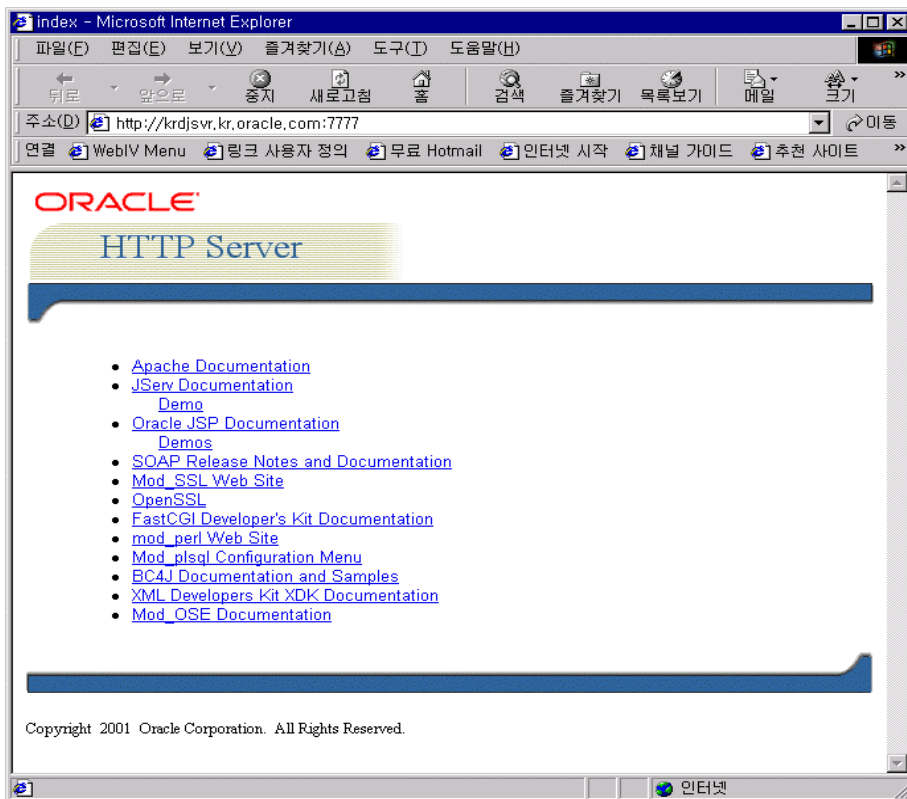 index - Microsoft Internet Explorer
파일(F) 편집(E) 보기(V) 즐겨찾기(A) 도구(T) 도움말(H)
뒤로 앞으로 중지 새로고침 홈 검색 즐겨찾기 목록보기 메일 크기 »
주소(D) http://krdjsvr.kr.oracle.com:7777 이동
연결 WebIV Menu 링크 사용자 정의 무료 Hotmail 인터넷 시작 채널 가이드 추천 사이트 »
ORACLE
HTTP Server
Apache Documentation
JServ Documentation
Demo
Oracle JSP Documentation
Demos
SOAP Release Notes and Documentation
Mod_SSL Web Site
OpenSSL
FastCGI Developer's Kit Documentation
mod_perl Web Site
Mod_plsql Configuration Menu
BC4J Documentation and Samples
XML Developers Kit XDK Documentation
Mod_OSE Documentation
Copyright 2001 Oracle Corporation. All Rights Reserved.
인터넷